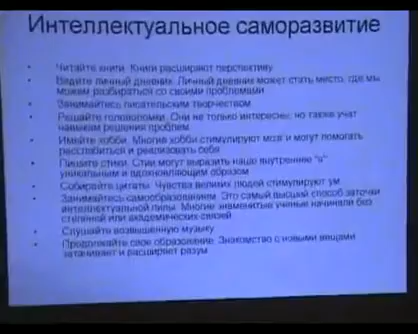 Интеллектуальное саморазвитие
Читайте книги. Книги расширяют перспективу
Ведите личный дневник. Личный дневник может стать место, где мы
можем разбираться со своими проблемами
Занимайтесь писательским творчеством
Решайте головоломки. Они не только интересны, но также учат
навыкам решения проблем
Имейте хобби. Многие хобби стимулируют мозг и могут помогать
расслабиться и реализовать себя
Пишите стихи. Стихи могут выразить наше внутреннее "я"
уникальным и вдохновляющим образом
Собирайте цитаты. Чувства великих людей стимулируют ум
Занимайтесь самообразованием. Это самый высший способ заточки
интеллектуальной пилы. Многие знаменитые ученые начинали без
степеней или академических связей
Слушайте возвышенную музыку
Продолжайте свое образование. Знакомство с новыми вещами
затачивает и расширяет разум